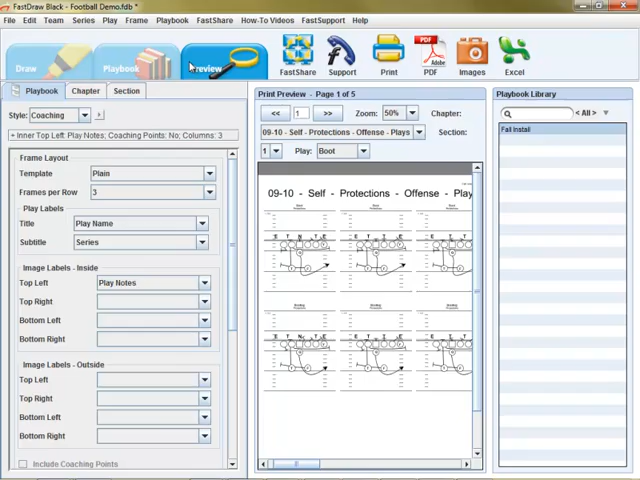 FastDraw Black - Football Demo.fdb *
File Edit Team Series Play Frame Playbook FastShare How-To Videos FastSupport Help
Draw Playbook Preview FastShare Support Print PDF Images Excel
Playbook Chapter Section
Style: Coaching
+ Inner Top Left: Play Notes; Coaching Points: No; Columns: 3
Frame Layout
Template Plain
Frames per Row 3
Play Labels
Title Play Name
Subtitle Series
Image Labels - Inside
Top Left Play Notes
Top Right
Bottom Left
Bottom Right
Image Labels - Outside
Top Left
Top Right
Bottom Left
Bottom Right
Include Coaching Points
Print Preview - Page 1 of 5
<< 1 >> Zoom: 50% Chapter:
09-10 - Self - Protections - Offense - Plays Section:
1 Play: Boot
09-10 - Self - Protections - Offense - Play
E T N T E
E T N T E
Playbook Library
< All >
Fall Install